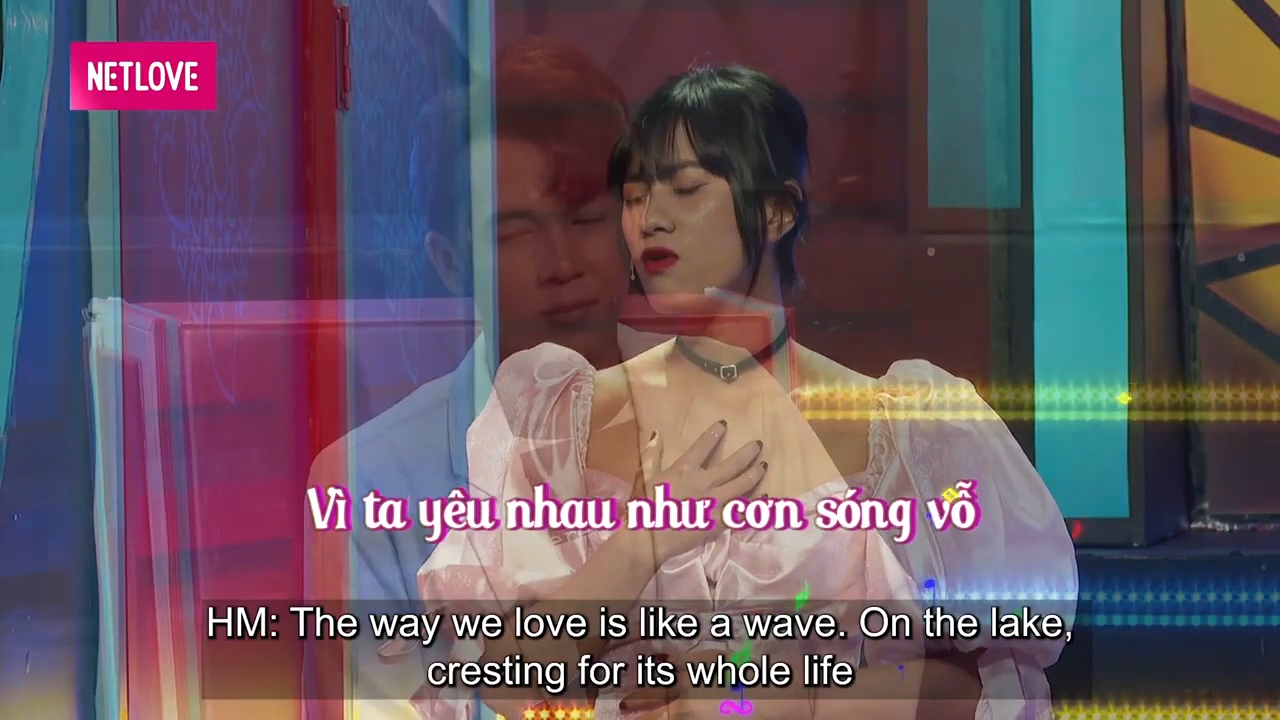 NETLOVE
Vì ta yêu nhau như cơn sóng vỗ
HM: The way we love is like a wave. On the lake,
cresting for its whole life